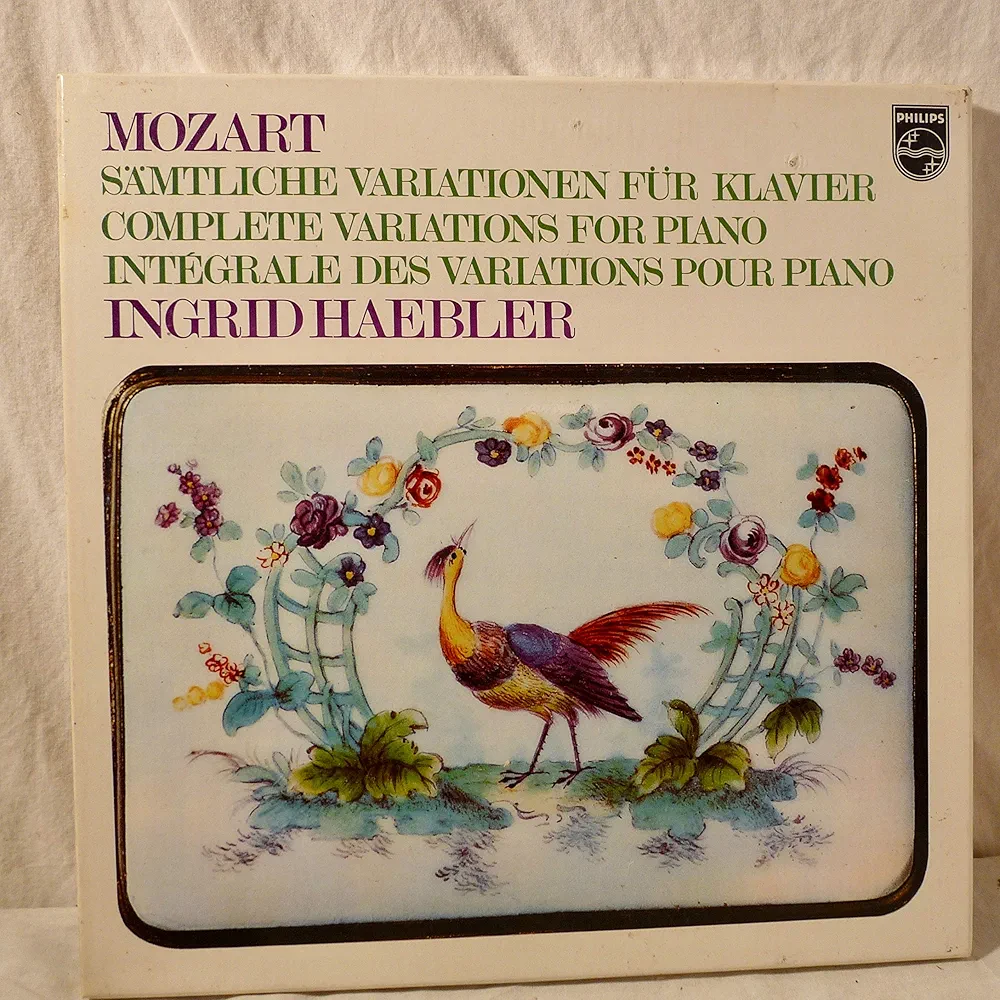 MOZART
SÄMTLICHE VARIATIONEN FÜR KLAVIER
COMPLETE VARIATIONS FOR PIANO
INTÉGRALE DES VARIATIONS POUR PIANO
INGRID HAEBLER
PHILIPS